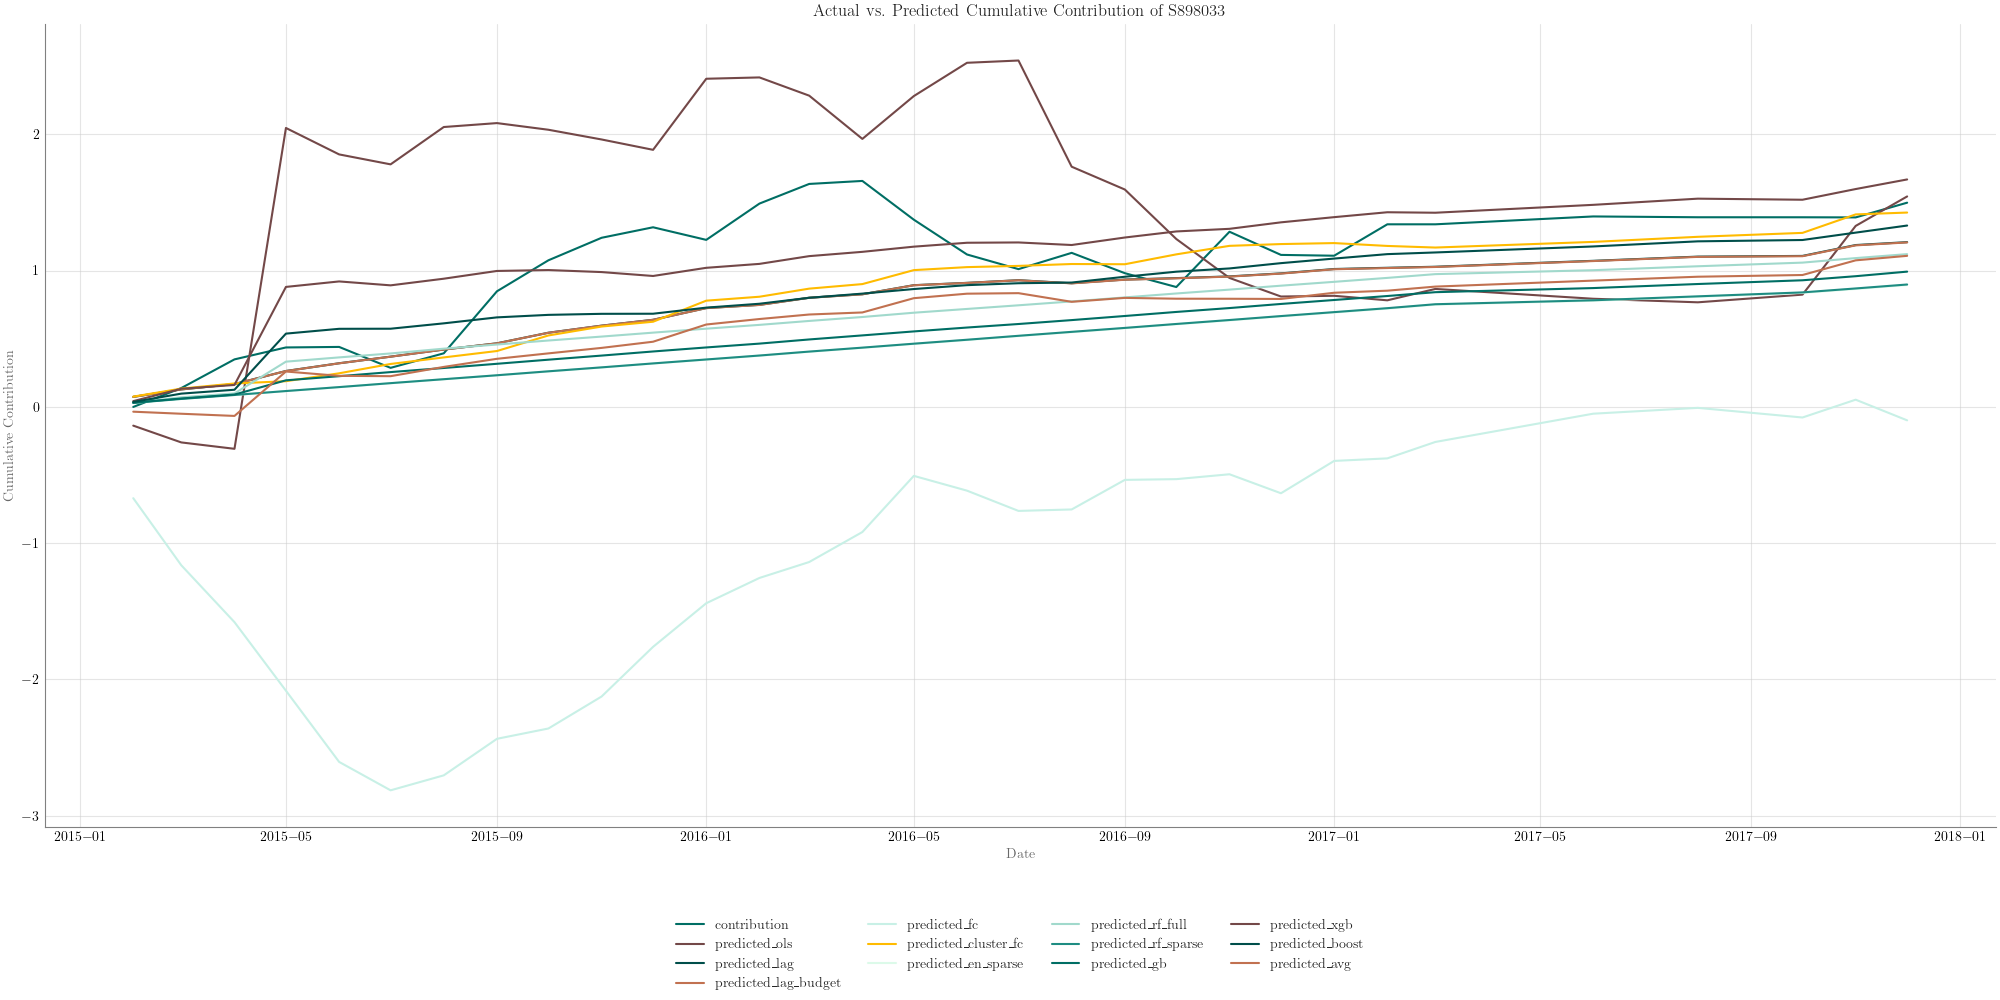 Actual vs. Predicted Cumulative Contribution of S898033
Cumulative Contribution
2
1
0
−1
−2
−3
2015−01 2015−05 2015−09 2016−01 2016−05 2016−09 2017−01 2017−05 2017−09 2018−01
Date
contribution predicted_fc predicted_rf_full predicted_xgb
predicted_ols predicted_cluster_fc predicted_rf_sparse predicted_boost
predicted_lag predicted_en_sparse predicted_gb predicted_avg
predicted_lag_budget